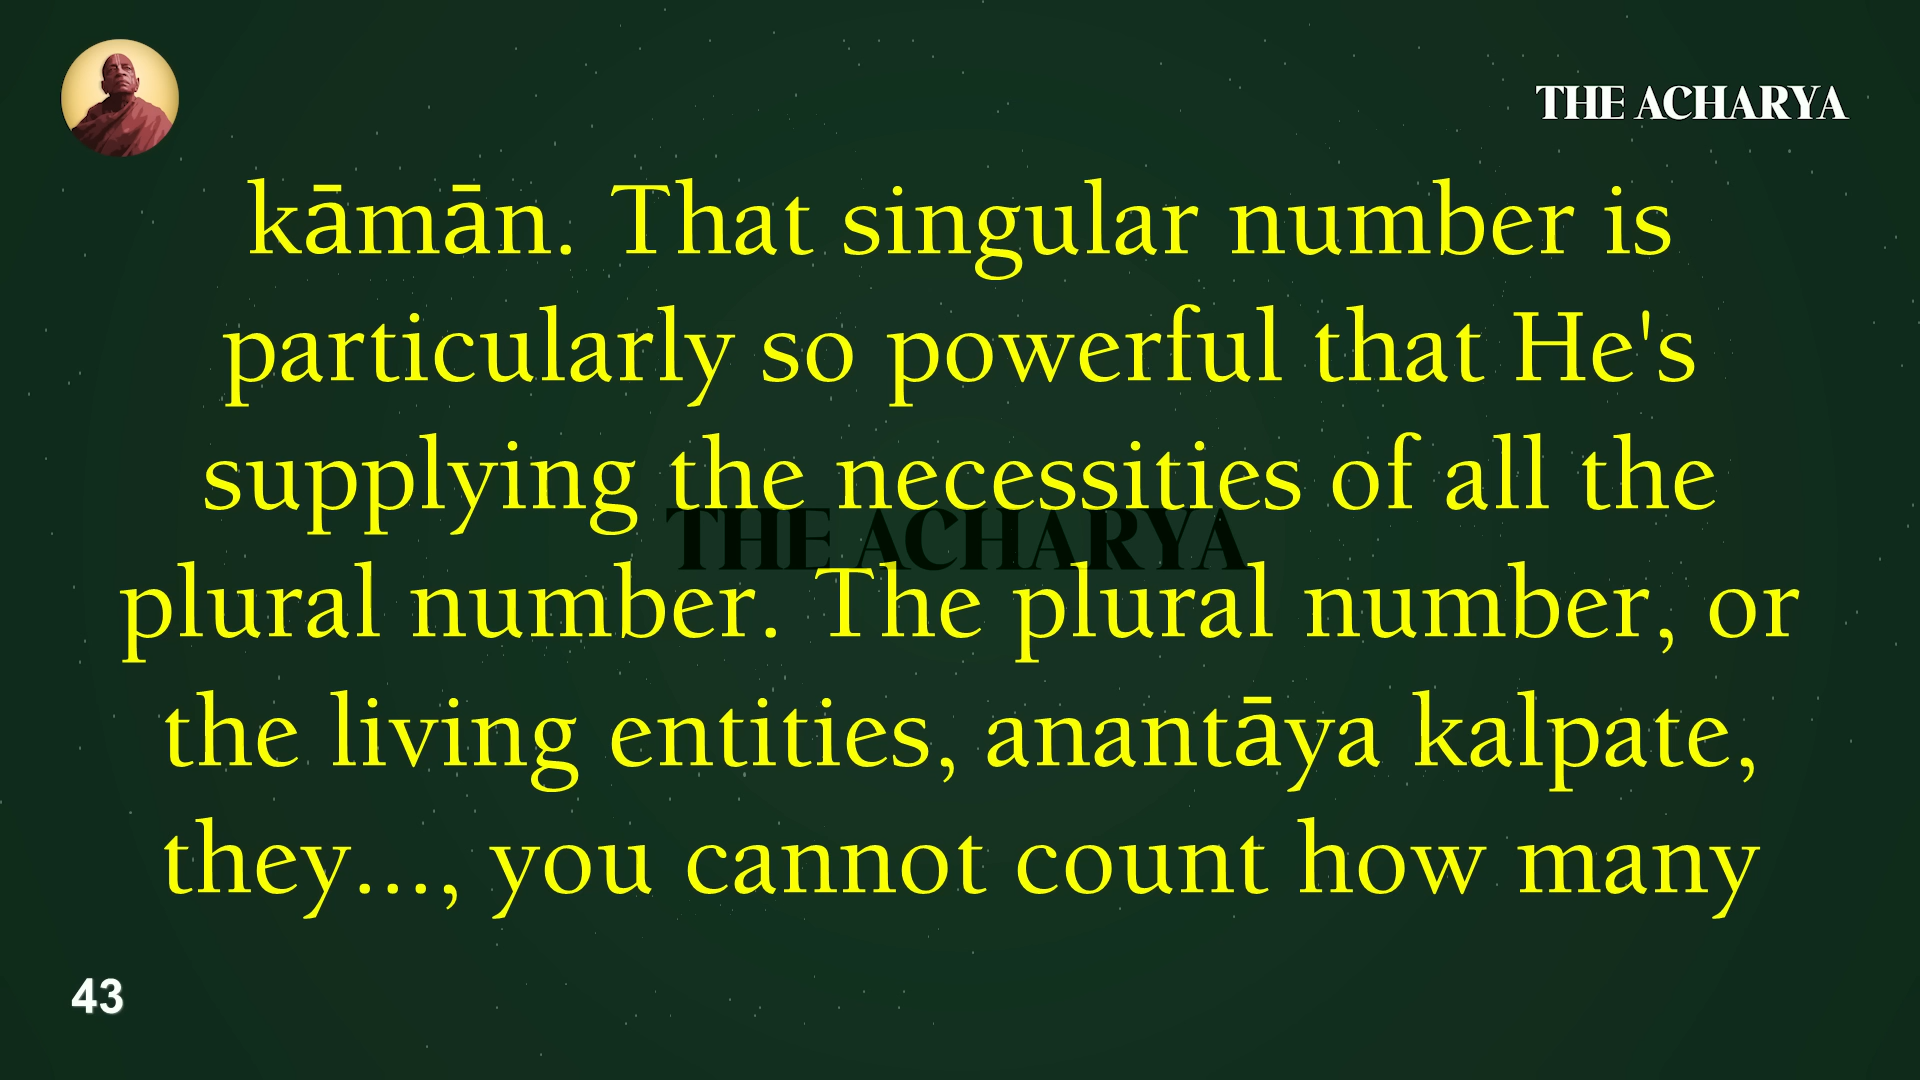 THE ACHARYA
kāmān. That singular number is
particularly so powerful that He's
supplying the necessities of all the
THE ACHARYA
plural number. The plural number, or
the living entities, anantāya kalpate,
they..., you cannot count how many
43